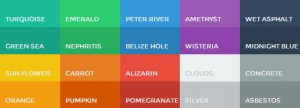 TURQUOISE EMERALD PETER RIVER AMETHYST WET ASPHALT
GREEN SEA NEPHRITIS BELIZE HOLE WISTERIA MIDNIGHT BLUE
SUN FLOWER CARROT ALIZARIN CLOUDS CONCRETE
ORANGE PUMPKIN POMEGRANATE SILVER ASBESTOS